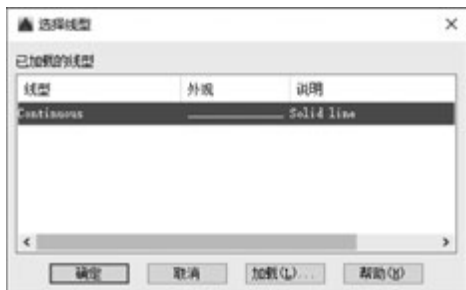 选择线型
已加载的线型
线型 外观 说明
Continuous Solid line
确定 取消 加载(L)... 帮助(H)